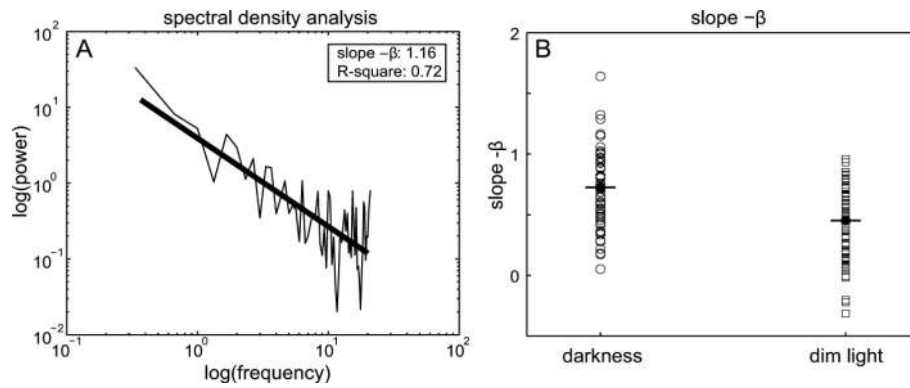 spectral density analysis
A
slope −β: 1.16
R-square: 0.72
10^2
10^1
10^0
10^-1
10^-2
log(power)
10^-1
10^0
10^1
10^2
log(frequency)
slope −β
B
2
1
0
slope -β
darkness
dim light